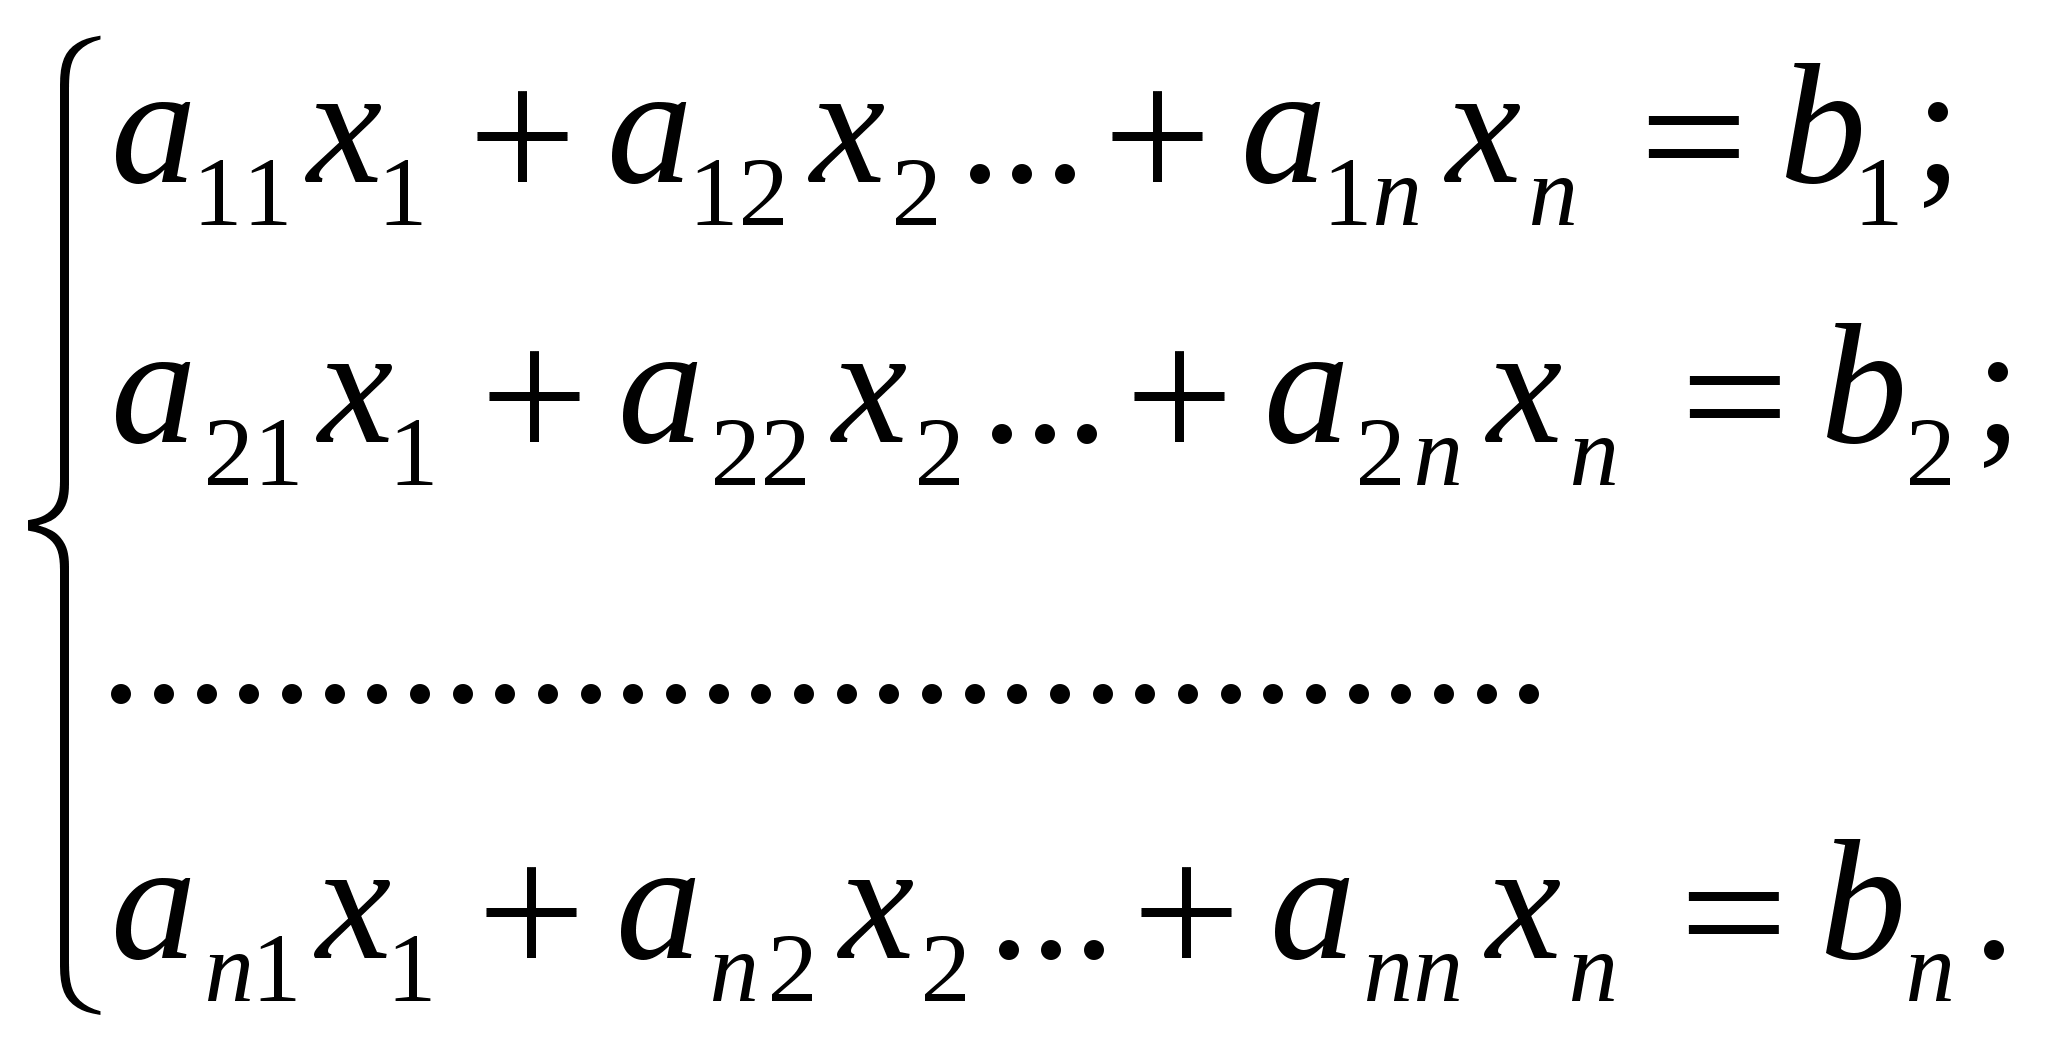 a₁₁x₁ + a₁₂x₂...+ a₁ₙxₙ = b₁;
a₂₁x₁ + a₂₂x₂...+ a₂ₙxₙ = b₂;
..................................
aₙ₁x₁ + aₙ₂x₂...+ aₙₙxₙ = bₙ.